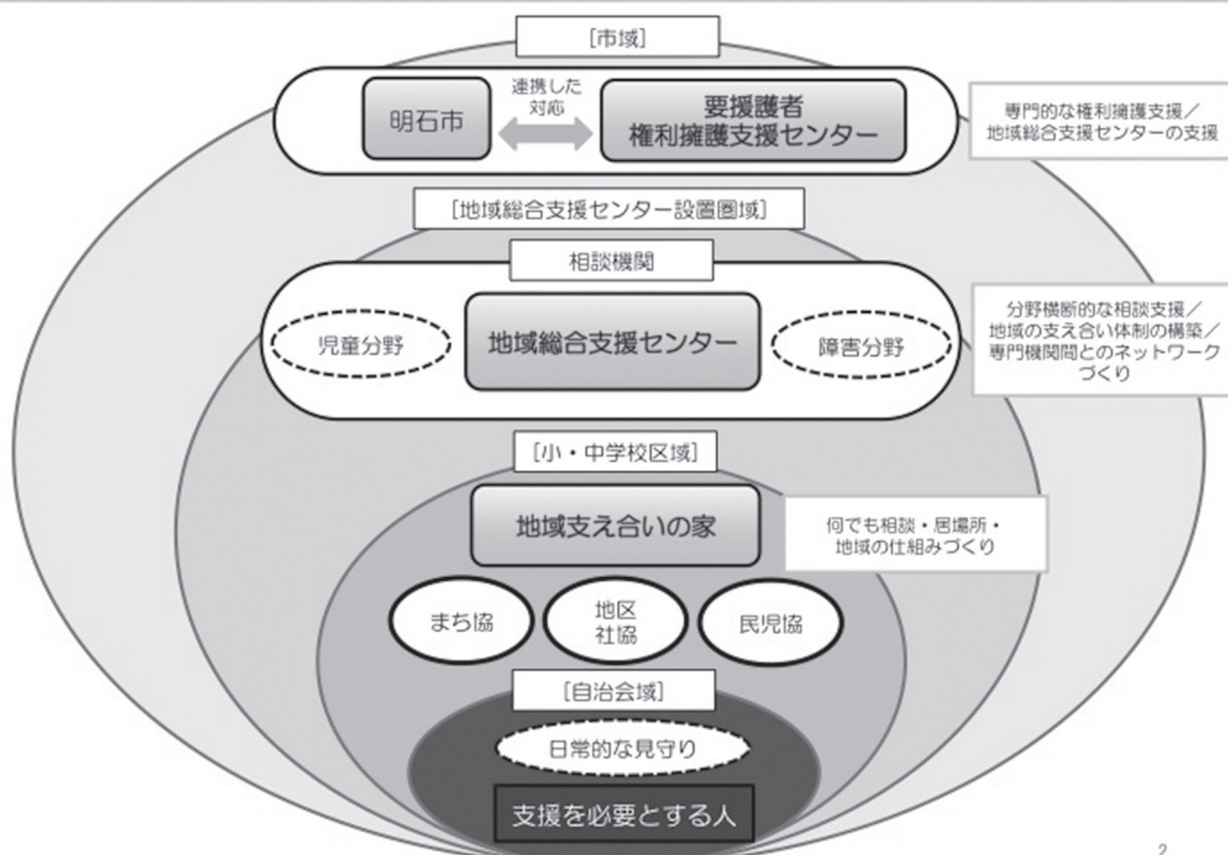 [市域]
明石市
連携した
対応
要援護者
権利擁護支援センター
専門的な権利擁護支援／
地域総合支援センターの支援
[地域総合支援センター設置圏域]
相談機関
児童分野
地域総合支援センター
障害分野
分野横断的な相談支援／
地域の支え合い体制の構築／
専門機関間とのネットワーク
づくり
[小・中学校区域]
地域支え合いの家
何でも相談・居場所・
地域の仕組みづくり
まち協
地区
社協
民児協
[自治会域]
日常的な見守り
支援を必要とする人
2